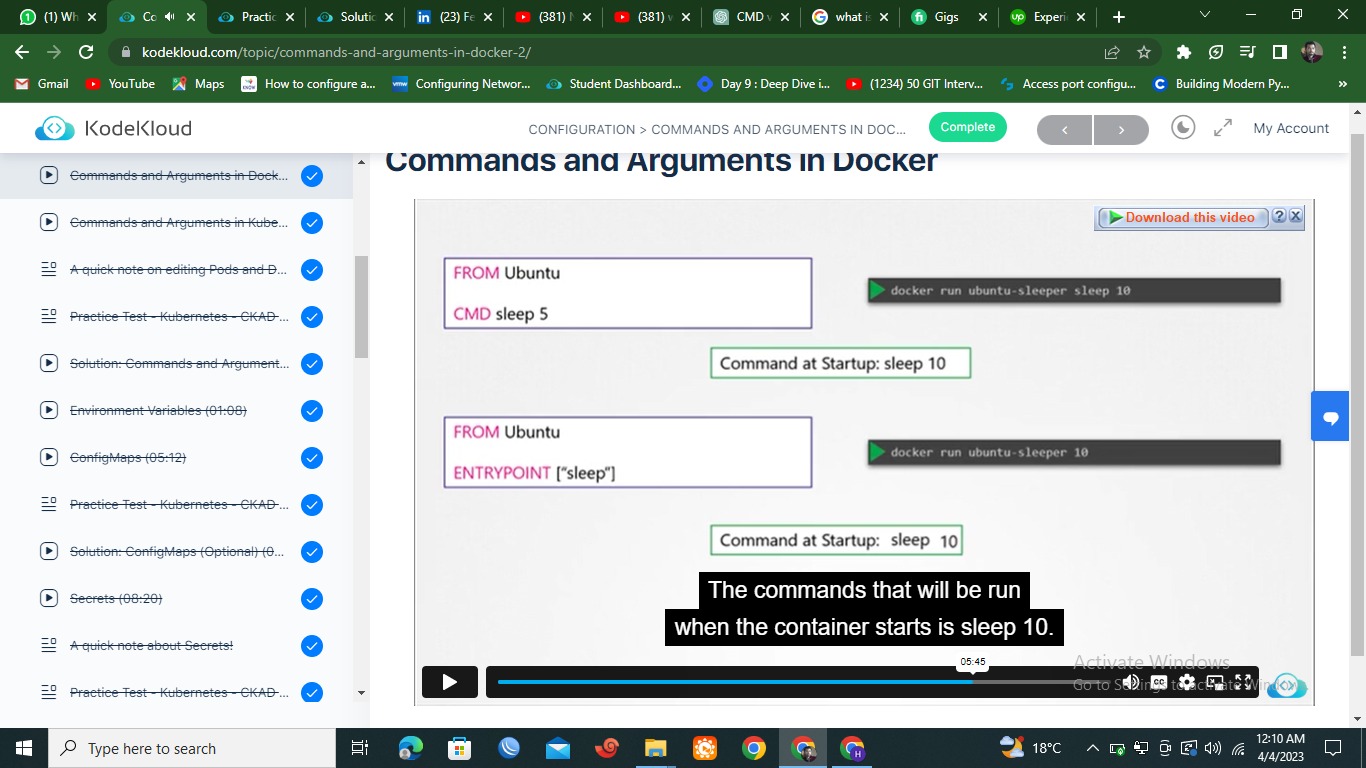 (1) Wh
Co
Practic
Solutic
(23) Fe
(381) N
(381) v
CMD v
what is
Gigs
Experi
kodekloud.com/topic/commands-and-arguments-in-docker-2/
Gmail
YouTube
Maps
How to configure a...
Configuring Networ...
Student Dashboard...
Day 9 : Deep Dive i...
(1234) 50 GIT Interv...
Access port configu...
Building Modern Py...
»
KodeKloud
CONFIGURATION > COMMANDS AND ARGUMENTS IN DOC...
Complete
My Account
Commands and Arguments in Dock...
Commands and Arguments in Kube...
A quick note on editing Pods and D...
Practice Test - Kubernetes - CKAD ...
Solution: Commands and Argument...
Environment Variables (01:08)
ConfigMaps (05:12)
Practice Test - Kubernetes - CKAD ...
Solution: ConfigMaps (Optional) (0...
Secrets (08:20)
A quick note about Secrets!
Practice Test - Kubernetes - CKAD ...
Commands and Arguments in Docker
Download this video
? X
FROM Ubuntu
CMD sleep 5
docker run ubuntu-sleeper sleep 10
Command at Startup: sleep 10
FROM Ubuntu
ENTRYPOINT ["sleep"]
docker run ubuntu-sleeper 10
Command at Startup: sleep 10
The commands that will be run
when the container starts is sleep 10.
05:45
CC
Activate Windows
Go to Settings to activate Windows.
Type here to search
18°C
12:10 AM
4/4/2023